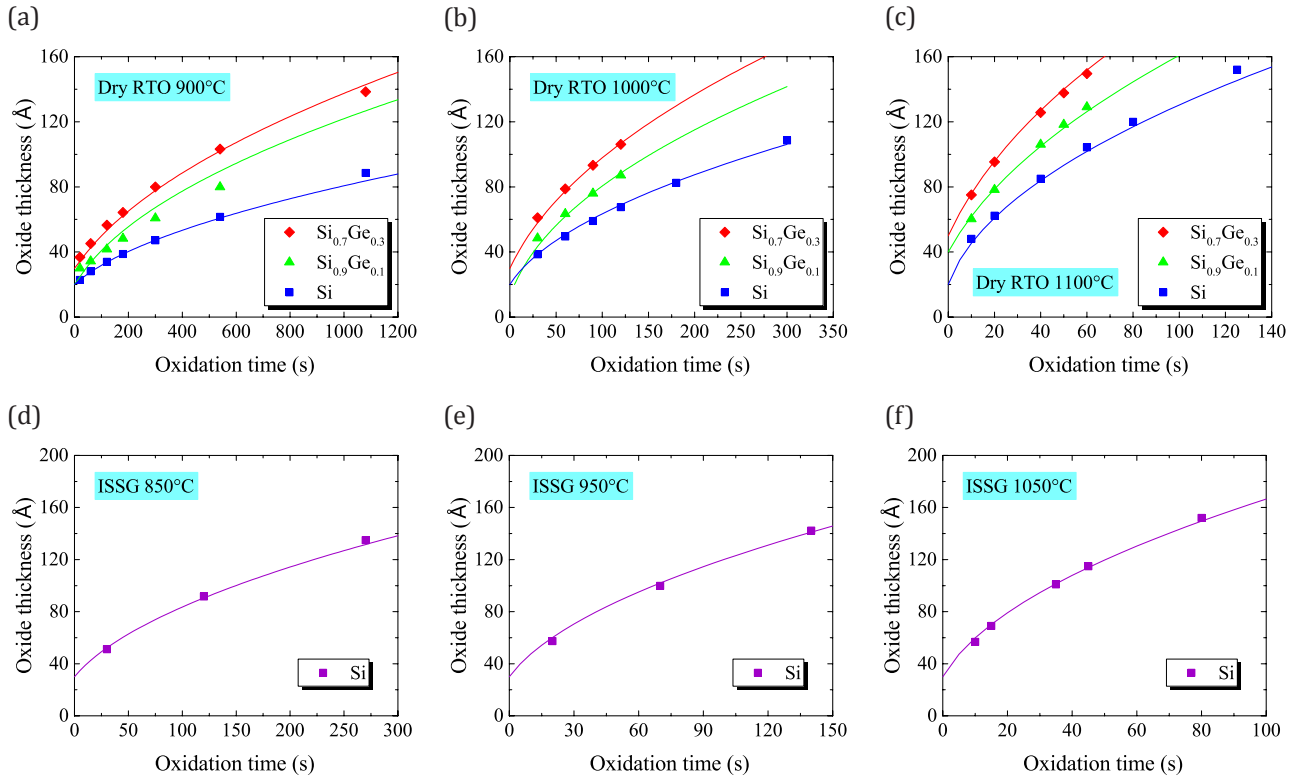 (a)
Oxide thickness (Å)
160
120
80
40
0
Dry RTO 900°C
Si0.7Ge0.3
Si0.9Ge0.1
Si
0 200 400 600 800 1000 1200
Oxidation time (s)
(b)
Oxide thickness (Å)
160
120
80
40
0
Dry RTO 1000°C
Si0.7Ge0.3
Si0.9Ge0.1
Si
0 50 100 150 200 250 300 350
Oxidation time (s)
(c)
Oxide thickness (Å)
160
120
80
40
0
Si0.7Ge0.3
Si0.9Ge0.1
Si
Dry RTO 1100°C
0 20 40 60 80 100 120 140
Oxidation time (s)
(d)
Oxide thickness (Å)
200
160
120
80
40
0
ISSG 850°C
Si
0 50 100 150 200 250 300
Oxidation time (s)
(e)
Oxide thickness (Å)
200
160
120
80
40
0
ISSG 950°C
Si
0 30 60 90 120 150
Oxidation time (s)
(f)
Oxide thickness (Å)
200
160
120
80
40
0
ISSG 1050°C
Si
0 20 40 60 80 100
Oxidation time (s)